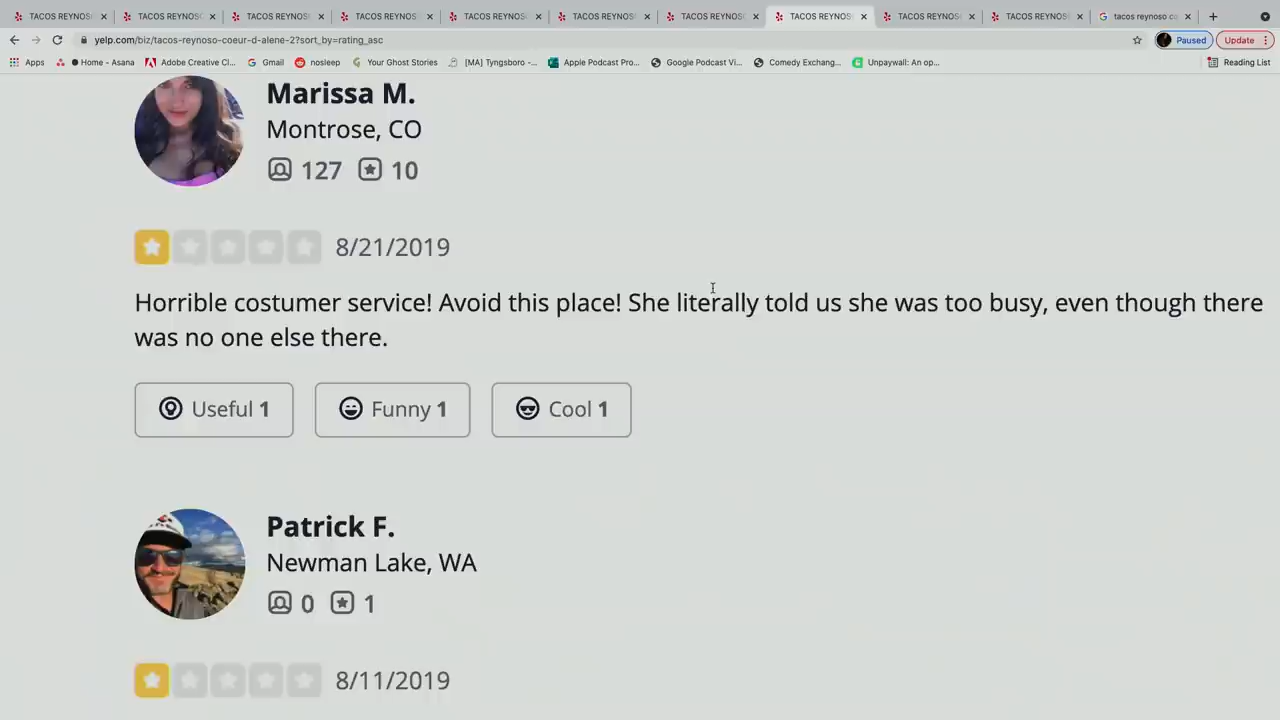 TACOS REYNOS TACOS REYNOSO TACOS REYNOS TACOS REYNOS TACOS REYNOS TACOS REYNOS TACOS REYNOS TACOS REYNOS TACOS REYNOS TACOS REYNOS tacos reynoso co
yelp.com/biz/tacos-reynoso-coeur-d-alene-2?sort_by=rating_asc Paused Update
Apps Home - Asana Adobe Creative Cl... Gmail nosleep Your Ghost Stories [MA] Tyngsboro -... Apple Podcast Pro... Google Podcast Vi... Comedy Exchang... Unpaywall: An op... Reading List
Marissa M.
Montrose, CO
127 10
8/21/2019
Horrible costumer service! Avoid this place! She literally told us she was too busy, even though there
was no one else there.
Useful 1 Funny 1 Cool 1
Patrick F.
Newman Lake, WA
0 1
8/11/2019